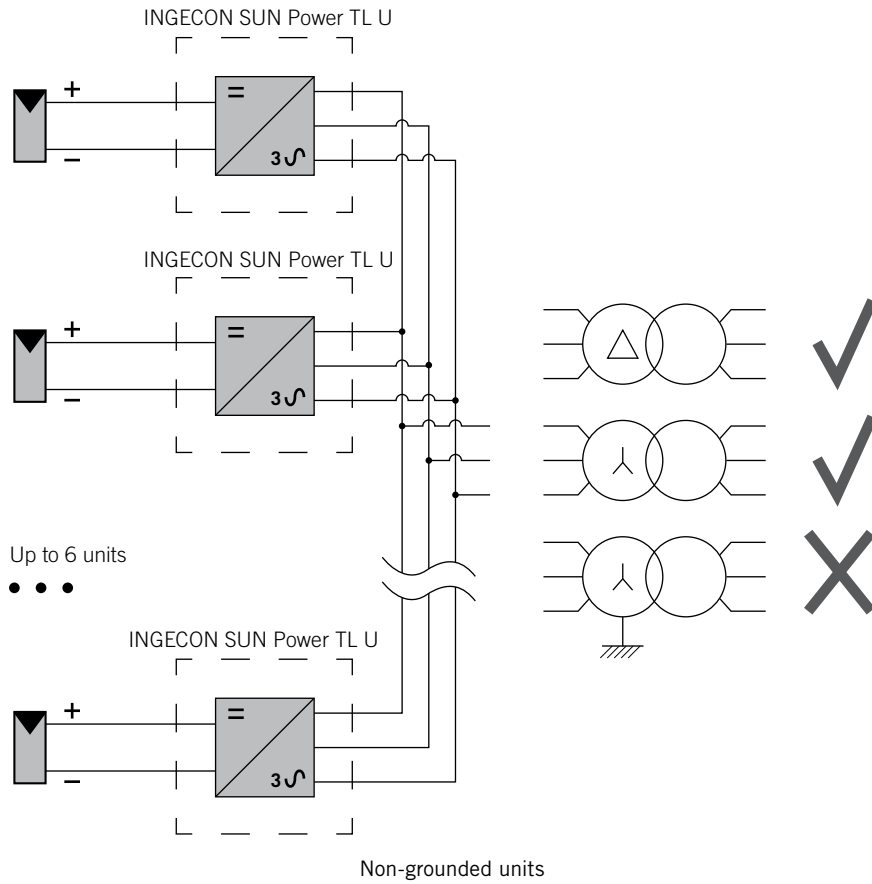 INGECON SUN Power TL U
+
−
=
3
INGECON SUN Power TL U
+
−
=
3
Up to 6 units
• • •
INGECON SUN Power TL U
+
−
=
3
Non-grounded units